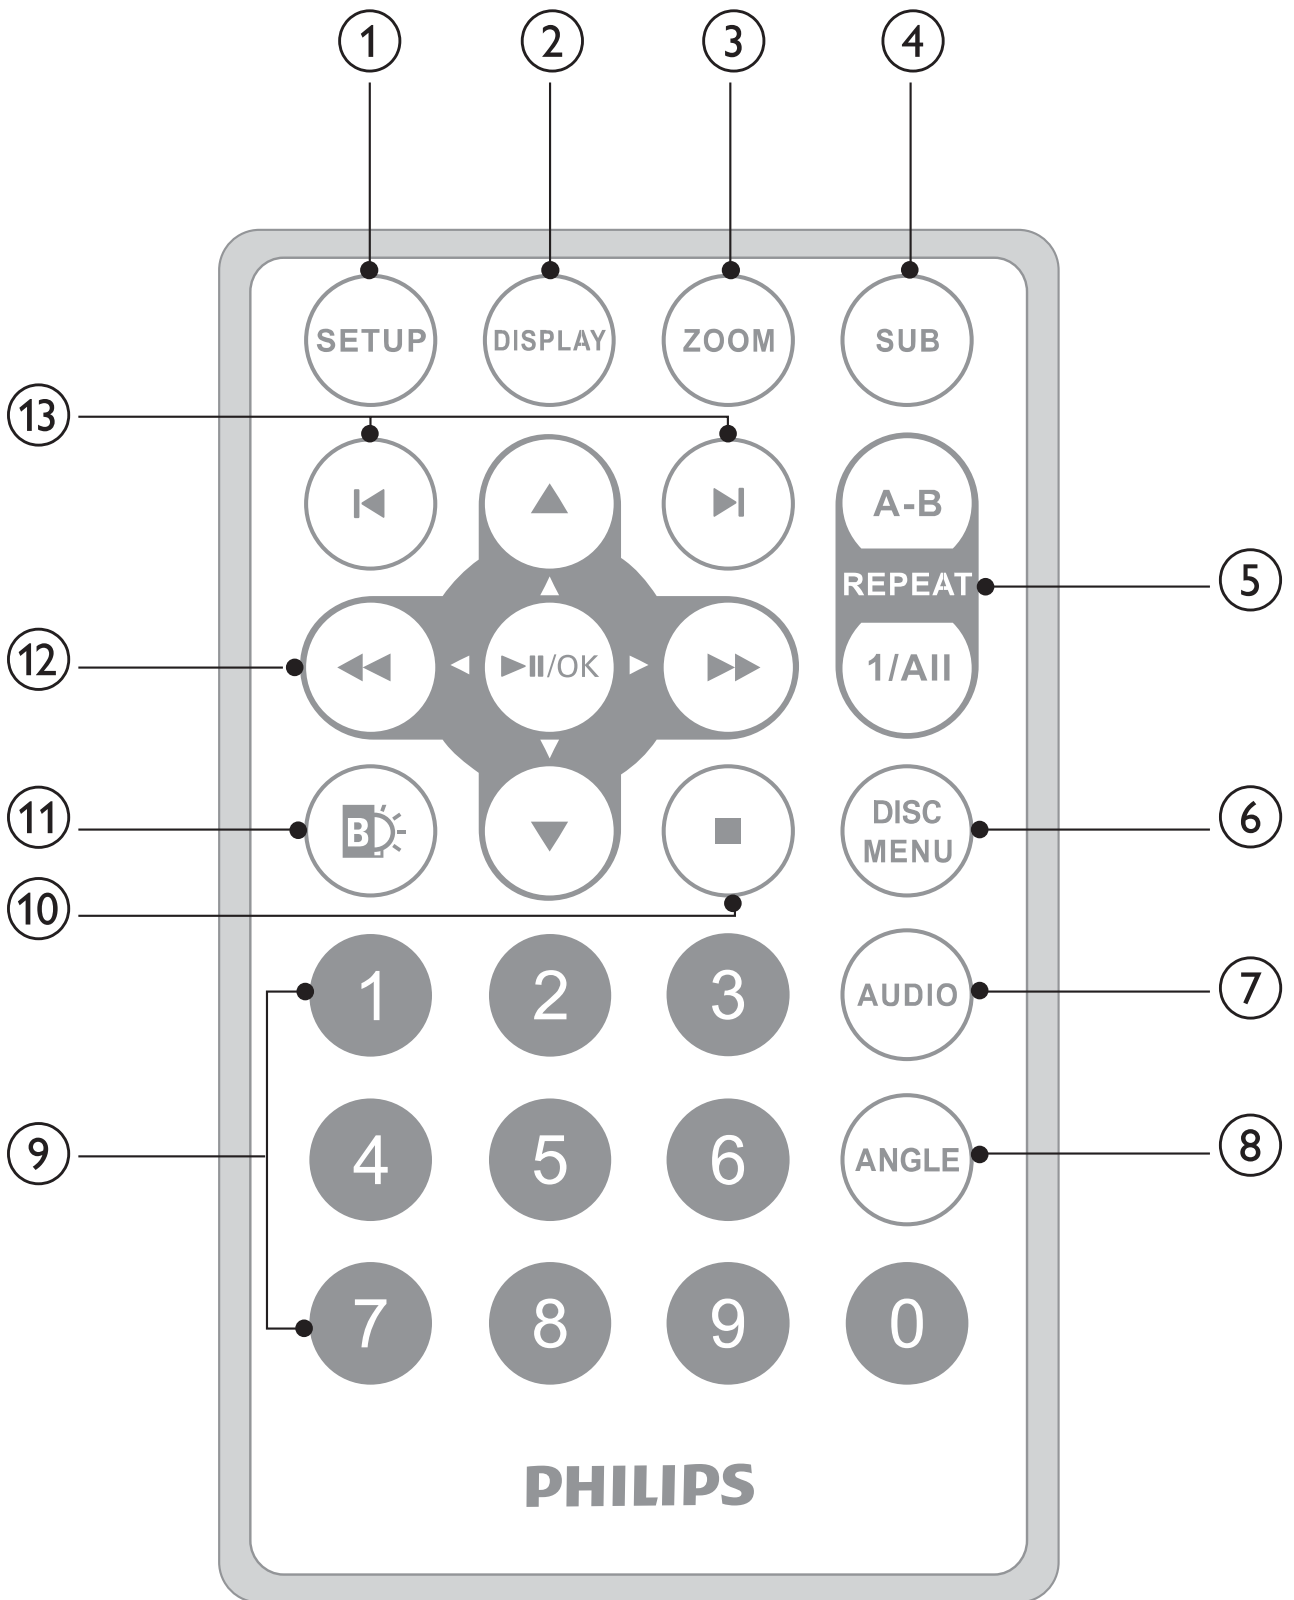 1 2 3 4
SETUP DISPLAY ZOOM SUB
13
A-B
REPEAT
5
12
/OK
1/All
11
B
DISC
MENU
6
10
1 2 3
AUDIO
7
9
4 5 6
ANGLE
8
7 8 9 0
PHILIPS